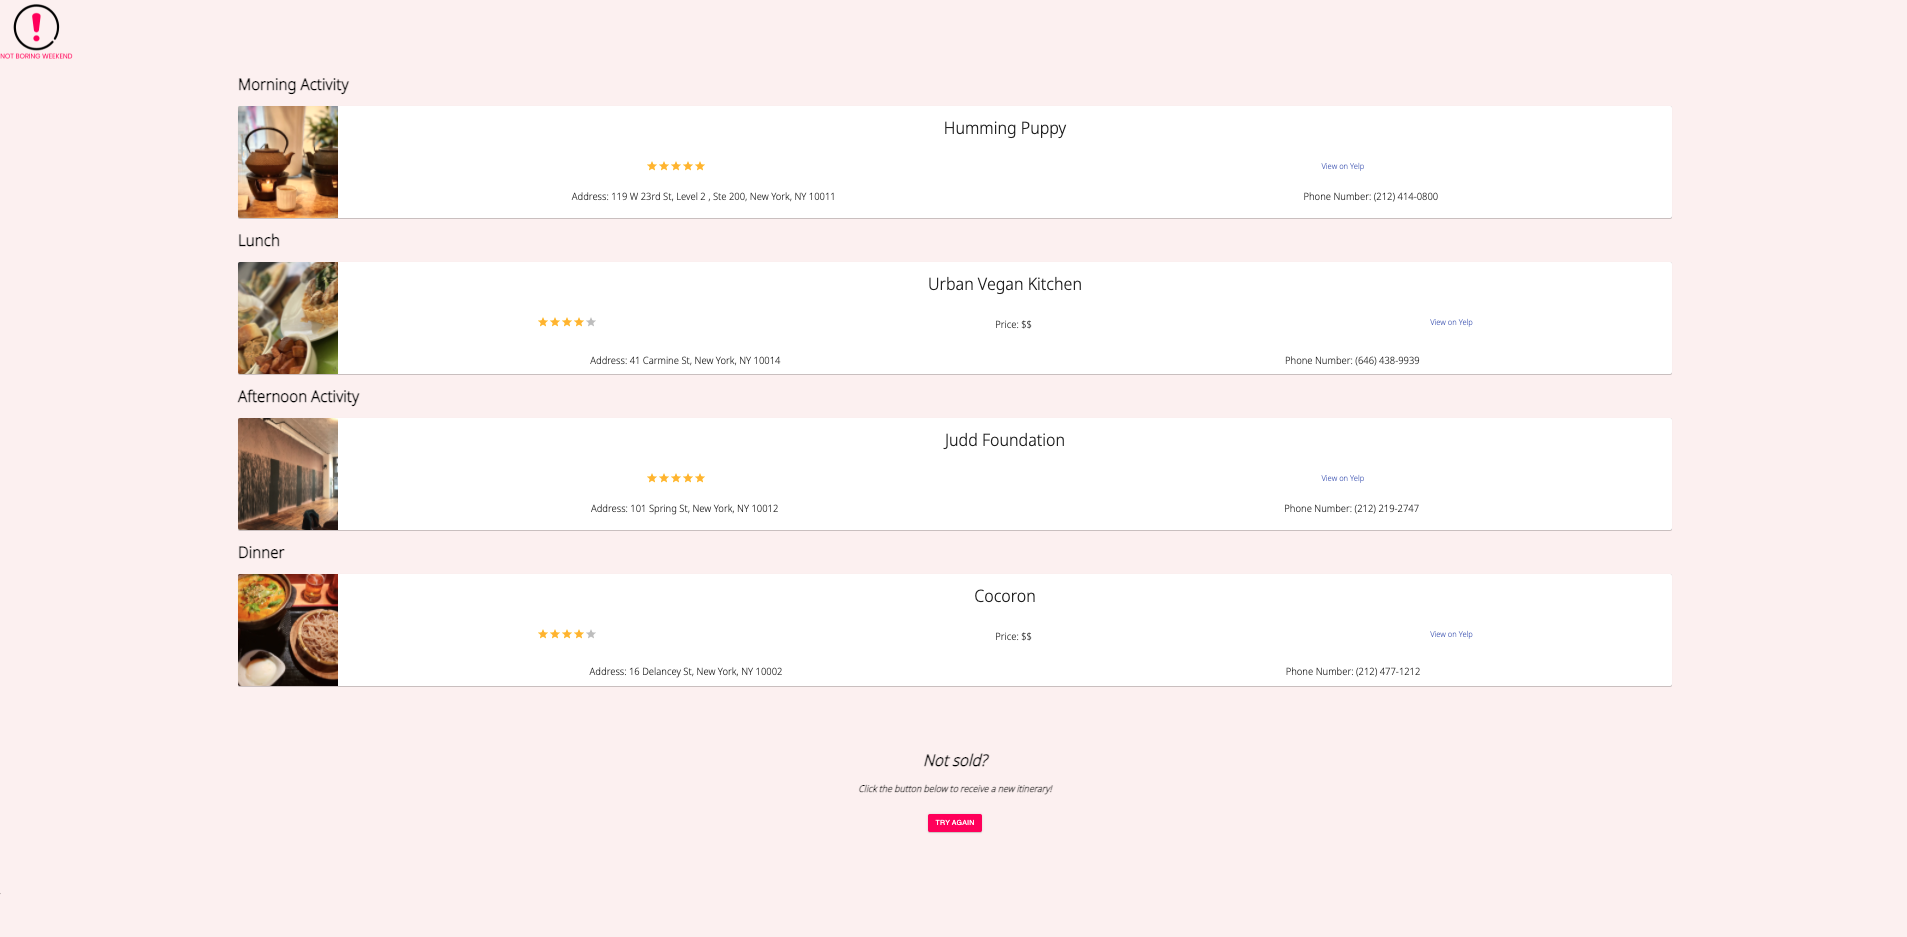 NOT BORING WEEKEND
Morning Activity
Humming Puppy
View on Yelp
Address: 119 W 23rd St, Level 2 , Ste 200, New York, NY 10011 Phone Number: (212) 414-0800
Lunch
Urban Vegan Kitchen
Price: $$ View on Yelp
Address: 41 Carmine St, New York, NY 10014 Phone Number: (646) 438-9939
Afternoon Activity
Judd Foundation
View on Yelp
Address: 101 Spring St, New York, NY 10012 Phone Number: (212) 219-2747
Dinner
Cocoron
Price: $$ View on Yelp
Address: 16 Delancey St, New York, NY 10002 Phone Number: (212) 477-1212
Not sold?
Click the button below to receive a new itinerary!
TRY AGAIN